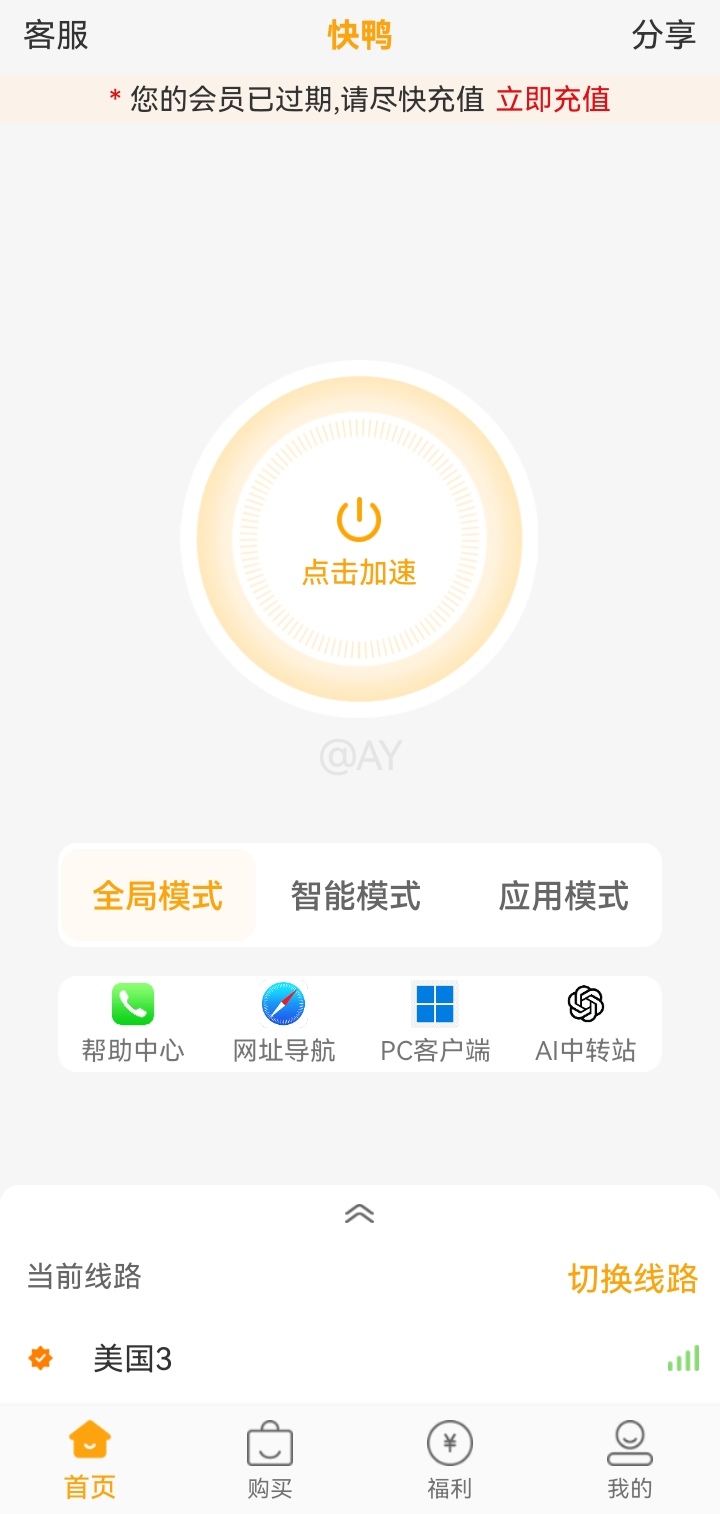 客服 快鸭 分享
* 您的会员已过期,请尽快充值 立即充值
点击加速
@AY
全局模式 智能模式 应用模式
帮助中心 网址导航 PC客户端 AI中转站
当前线路 切换线路
美国3
¥
首页 购买 福利 我的